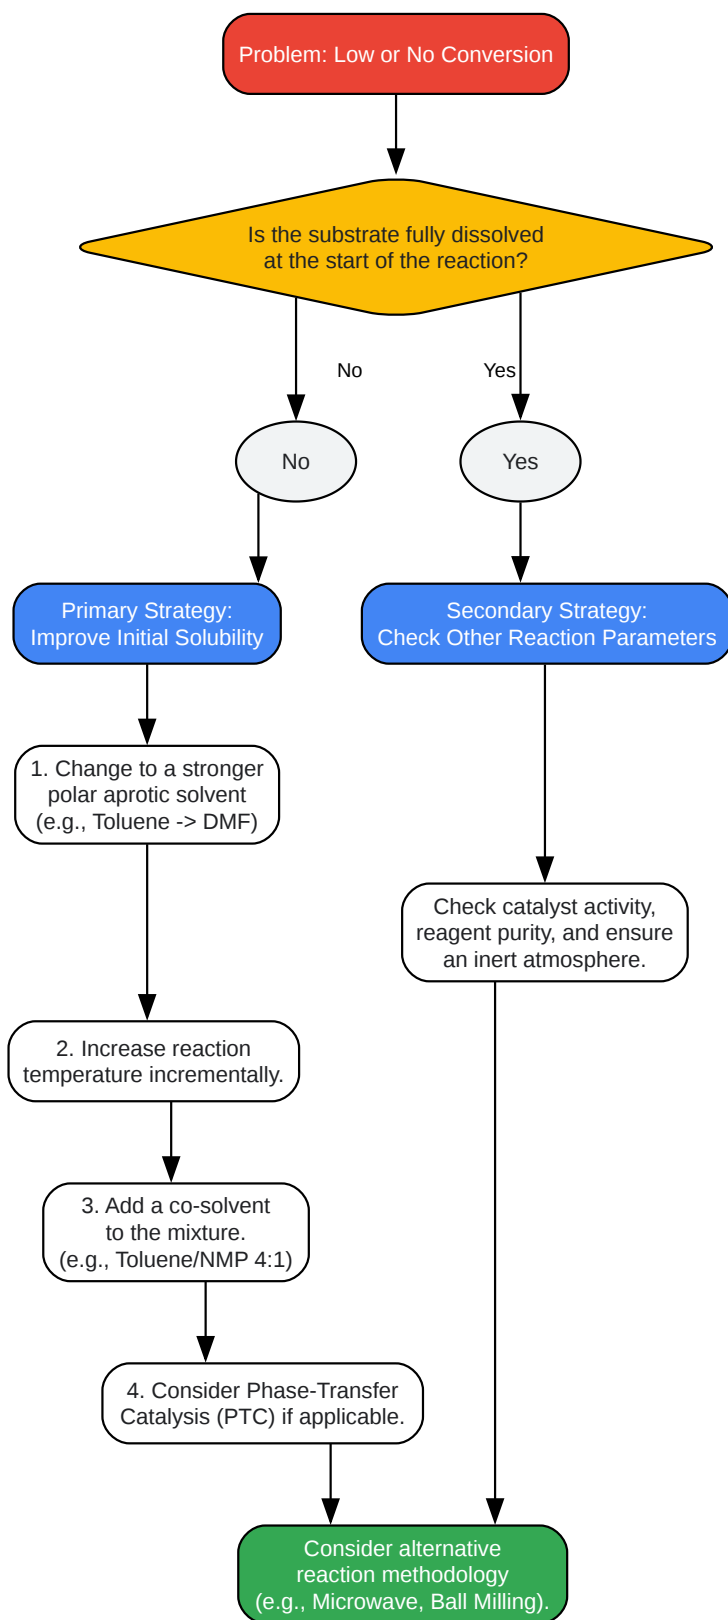 Problem: Low or No Conversion
Is the substrate fully dissolved
at the start of the reaction?
No
Yes
No
Yes
Primary Strategy:
Improve Initial Solubility
Secondary Strategy:
Check Other Reaction Parameters
1. Change to a stronger
polar aprotic solvent
(e.g., Toluene -> DMF)
Check catalyst activity,
reagent purity, and ensure
an inert atmosphere.
2. Increase reaction
temperature incrementally.
3. Add a co-solvent
to the mixture.
(e.g., Toluene/NMP 4:1)
4. Consider Phase-Transfer
Catalysis (PTC) if applicable.
Consider alternative
reaction methodology
(e.g., Microwave, Ball Milling).